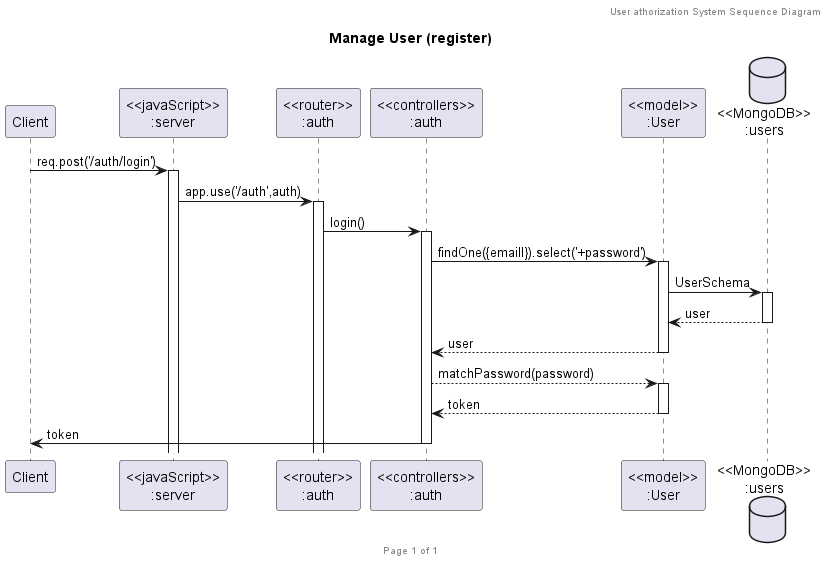 User athorization System Sequence Diagram
Manage User (register)
Client
<<javaScript>>
:server
<<router>>
:auth
<<controllers>>
:auth
<<model>>
:User
<<MongoDB>>
:users
req.post('/auth/login')
app.use('/auth',auth)
login()
findOne({emaill}).select('+password')
UserSchema
user
user
matchPassword(password)
token
token
Client
<<javaScript>>
:server
<<router>>
:auth
<<controllers>>
:auth
<<model>>
:User
<<MongoDB>>
:users
Page 1 of 1